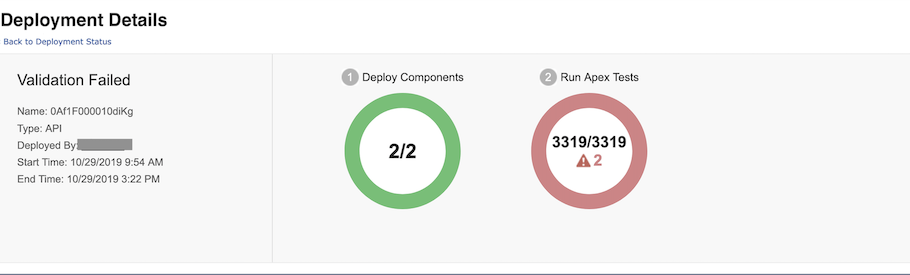 Deployment Details
Back to Deployment Status
Validation Failed
Name: 0Af1F000010diKg
Type: API
Deployed By:
Start Time: 10/29/2019 9:54 AM
End Time: 10/29/2019 3:22 PM
1 Deploy Components
2/2
2 Run Apex Tests
3319/3319
2